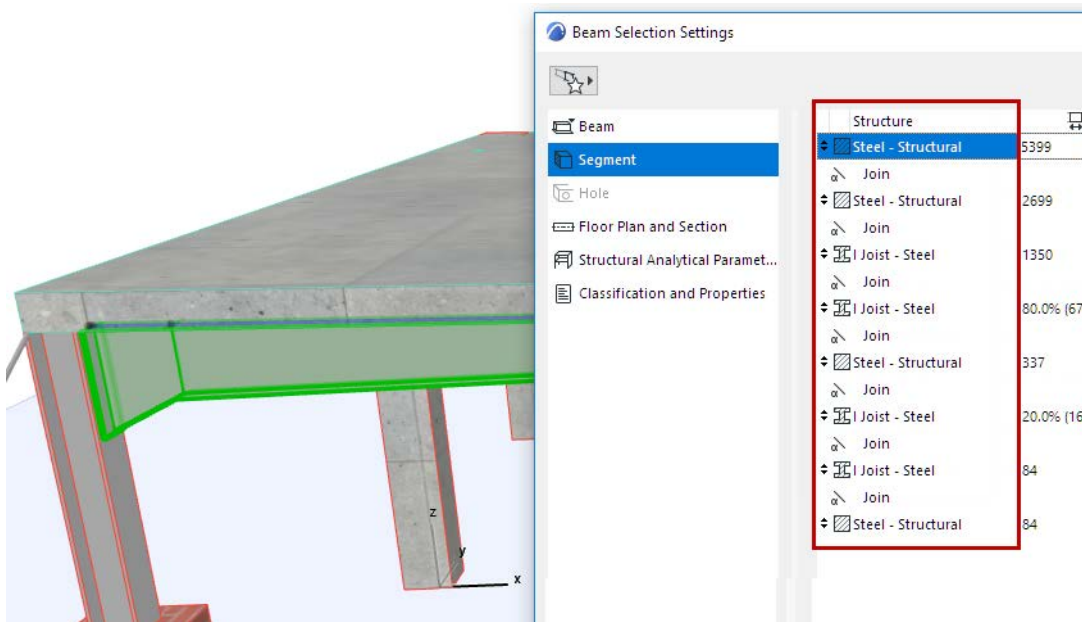 Beam Selection Settings
Beam
Segment
Hole
Floor Plan and Section
Structural Analytical Paramet...
Classification and Properties
Structure
Steel - Structural 5399
Join
Steel - Structural 2699
Join
I Joist - Steel 1350
Join
I Joist - Steel 80.0% (67
Join
Steel - Structural 337
Join
I Joist - Steel 20.0% (16
Join
I Joist - Steel 84
Join
Steel - Structural 84
z
y
x